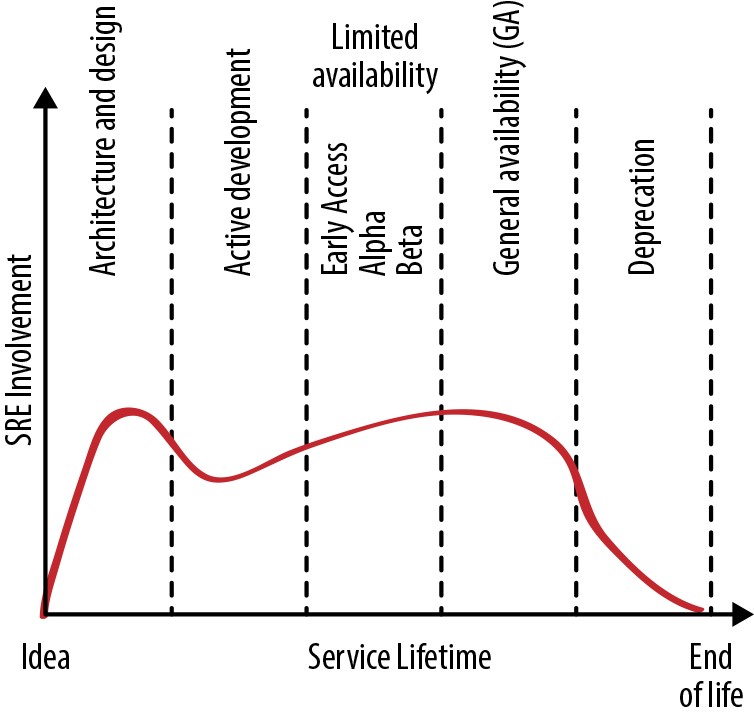 Architecture and design
Active development
Limited
availability
Early Access
Alpha
Beta
General availability (GA)
Deprecation
SRE Involvement
Idea
Service Lifetime
End
of life